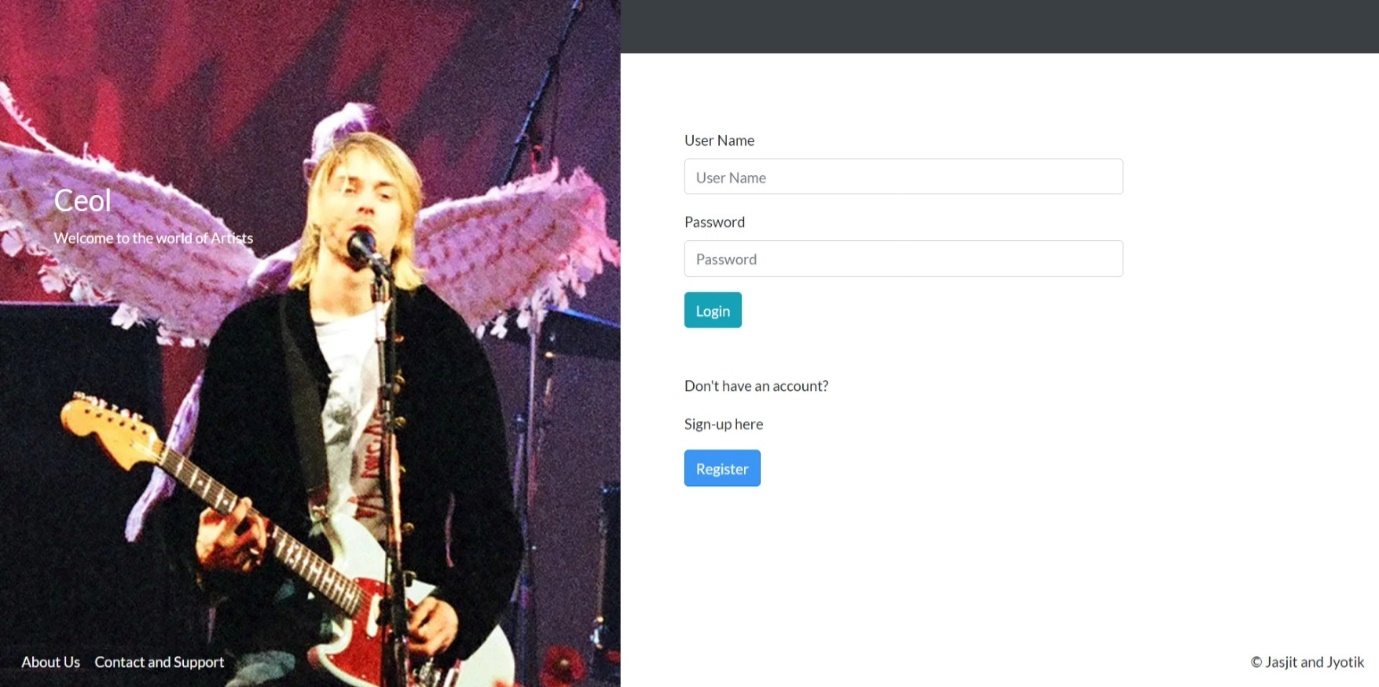 Ceol
Welcome to the world of Artists
About Us Contact and Support
User Name
User Name
Password
Password
Login
Don't have an account?
Sign-up here
Register
© Jasjit and Jyotik